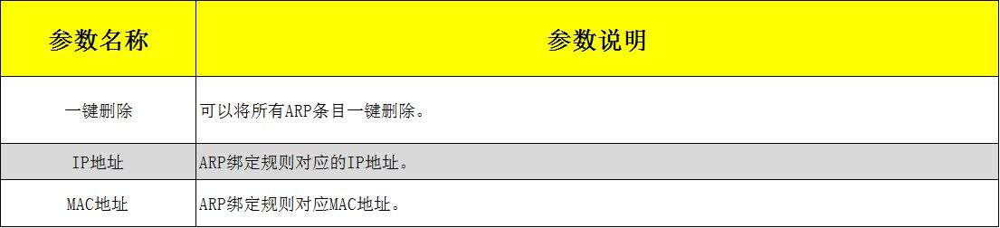 参数名称 参数说明
一键删除 可以将所有ARP条目一键删除。
IP地址 ARP绑定规则对应的IP地址。
MAC地址 ARP绑定规则对应MAC地址。